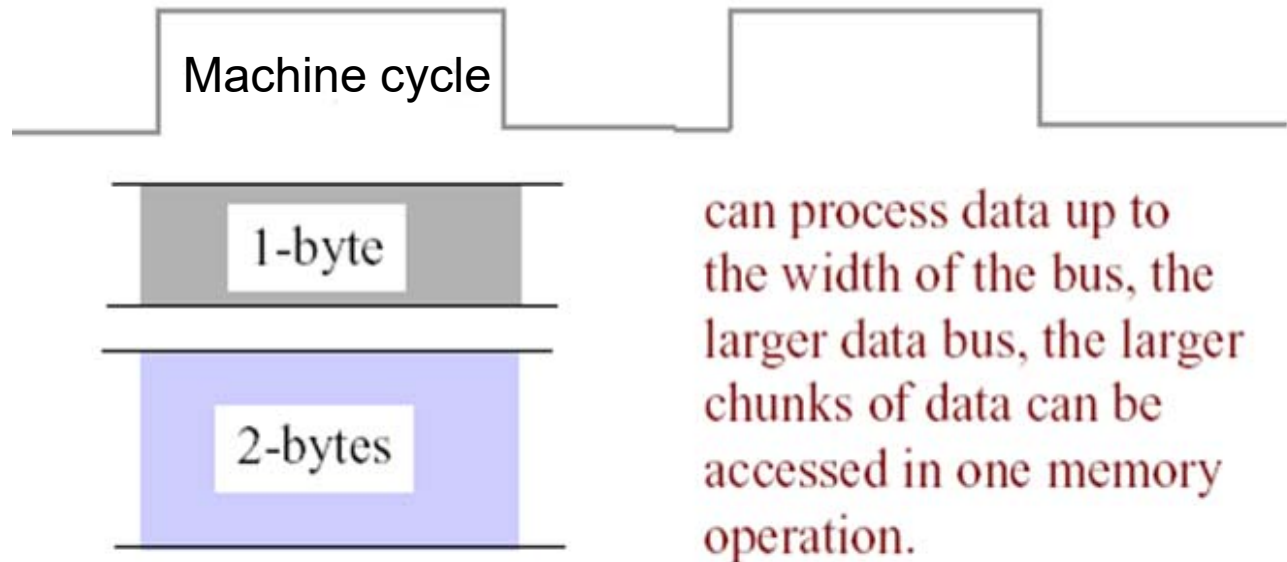 Machine cycle
1-byte
2-bytes
can process data up to
the width of the bus, the
larger data bus, the larger
chunks of data can be
accessed in one memory
operation.